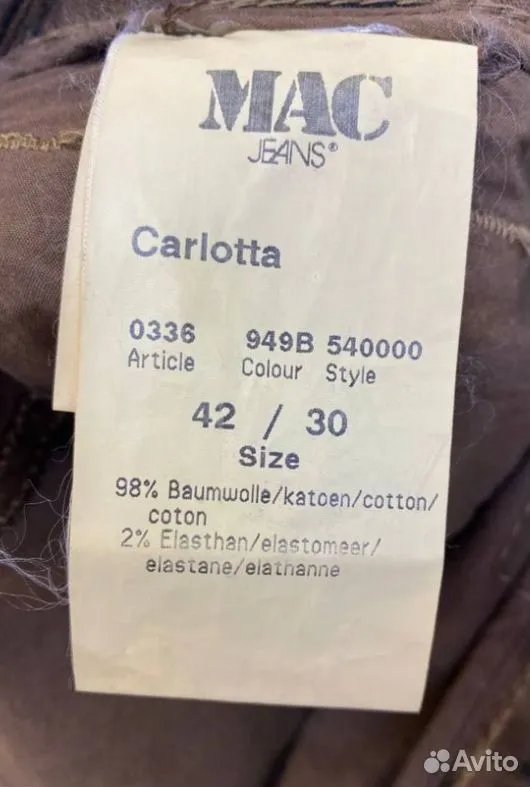 MAC
JEANS®
Carlotta
0336 949B 540000
Article Colour Style
42 / 30
Size
98% Baumwolle/katoen/cotton/
coton
2% Elasthan/elastomeer/
elastane/elathanne
Avito